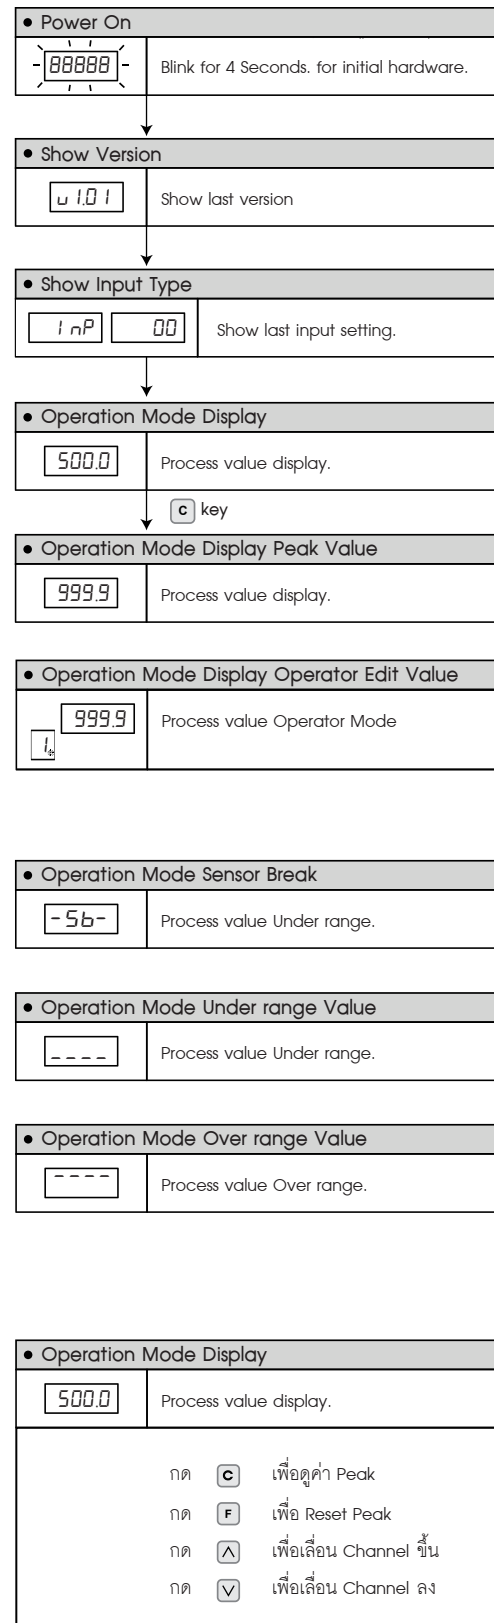 • Power On
88888
Blink for 4 Seconds. for initial hardware.
• Show Version
u 1.01
Show last version
• Show Input Type
InP 00
Show last input setting.
• Operation Mode Display
500.0
Process value display.
C key
• Operation Mode Display Peak Value
999.9
Process value display.
• Operation Mode Display Operator Edit Value
999.9
1
Process value Operator Mode
• Operation Mode Sensor Break
-Sb-
Process value Under range.
• Operation Mode Under range Value
_ _ _ _
Process value Under range.
• Operation Mode Over range Value
‾ ‾ ‾ ‾
Process value Over range.
• Operation Mode Display
500.0
Process value display.
กด C เพื่อดูค่า Peak
กด F เพื่อ Reset Peak
กด ∧ เพื่อเลื่อน Channel ขึ้น
กด ∨ เพื่อเลื่อน Channel ลง